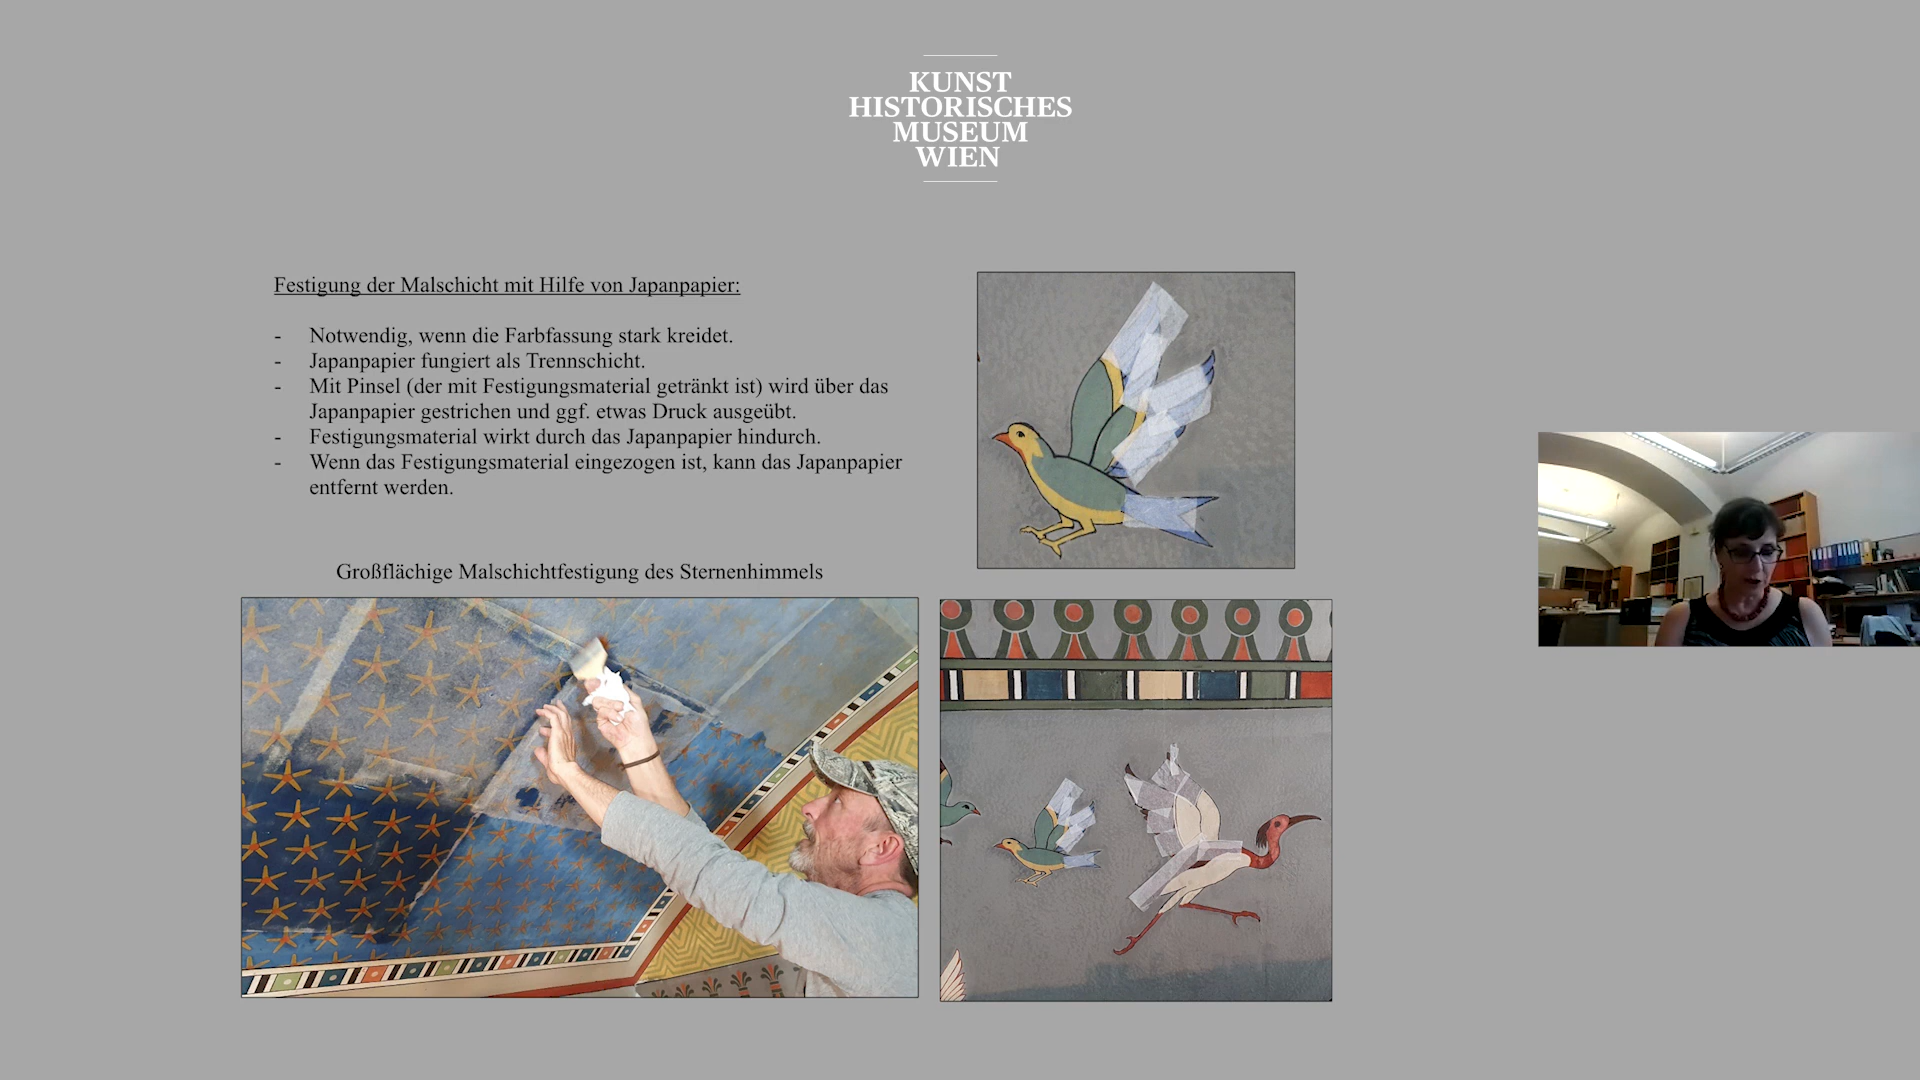 KUNST
HISTORISCHES
MUSEUM
WIEN
Festigung der Malschicht mit Hilfe von Japanpapier:
- Notwendig, wenn die Farbfassung stark kreidet.
- Japanpapier fungiert als Trennschicht.
- Mit Pinsel (der mit Festigungsmaterial getränkt ist) wird über das
Japanpapier gestrichen und ggf. etwas Druck ausgeübt.
- Festigungsmaterial wirkt durch das Japanpapier hindurch.
- Wenn das Festigungsmaterial eingezogen ist, kann das Japanpapier
entfernt werden.
Großflächige Malschichtfestigung des Sternenhimmels